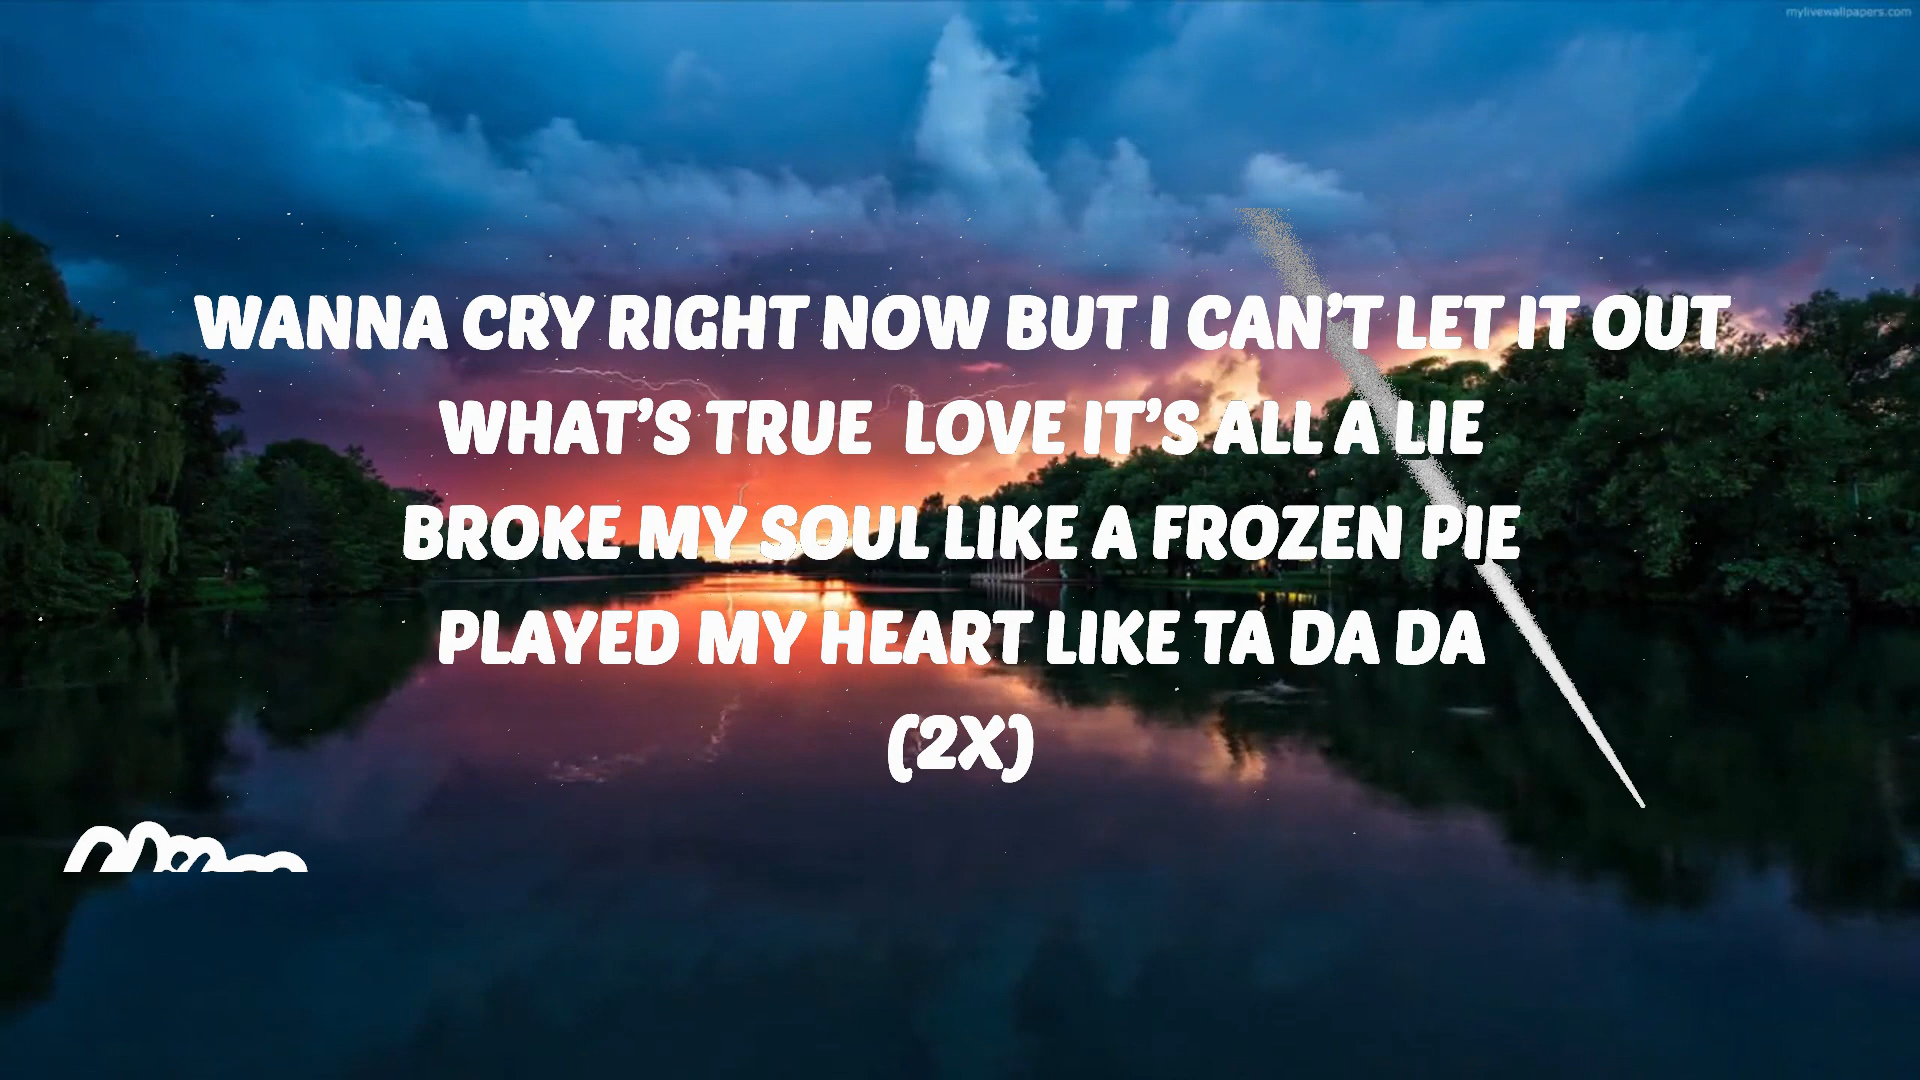 mylivewallpapers.com
WANNA CRY RIGHT NOW BUT I CAN’T LET IT OUT
WHAT’S TRUE  LOVE IT’S ALL A LIE
BROKE MY SOUL LIKE A FROZEN PIE
PLAYED MY HEART LIKE TA DA DA
(2X)